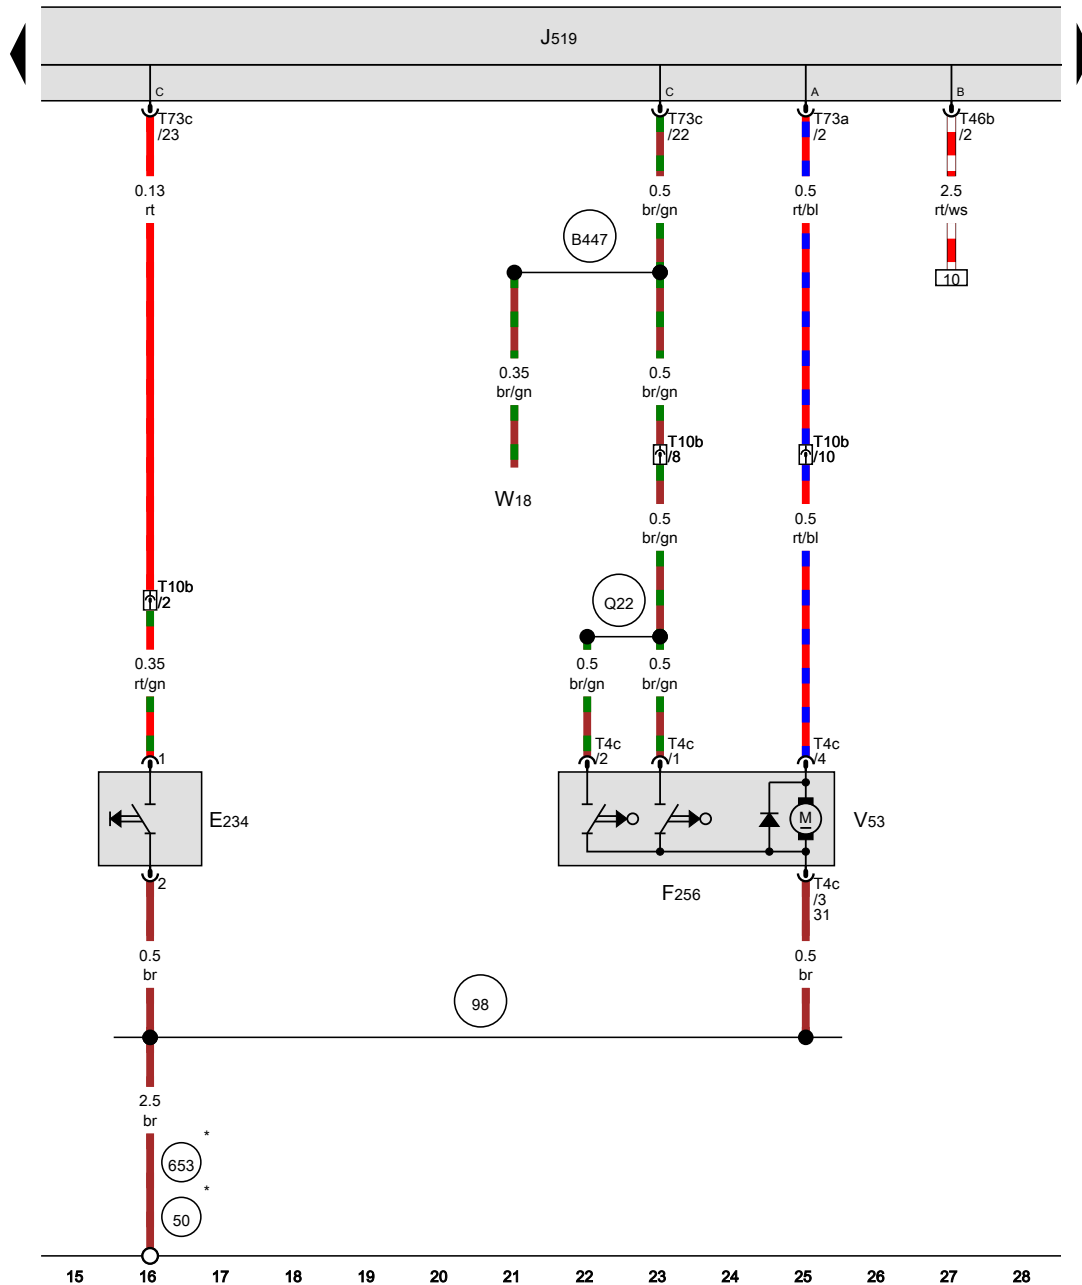 J519
C
C
A
B
T73c
/23
T73c
/22
T73a
/2
T46b
/2
0.13
rt
0.5
br/gn
0.5
rt/bl
2.5
rt/ws
B447
10
0.35
br/gn
0.5
br/gn
T10b
/8
T10b
/10
W18
0.5
br/gn
0.5
rt/bl
T10b
/2
Q22
0.35
rt/gn
0.5
br/gn
0.5
br/gn
1
T4c
/2
T4c
/1
T4c
/4
E234
M
V53
2
F256
T4c
/3
31
0.5
br
0.5
br
98
2.5
br
*
653
*
50
15 16 17 18 19 20 21 22 23 24 25 26 27 28